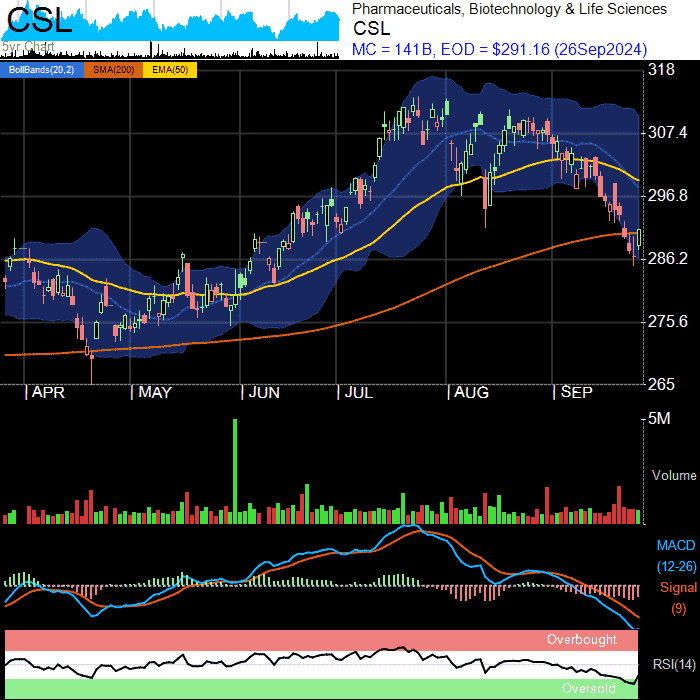 CSL
5yr Chart
Pharmaceuticals, Biotechnology & Life Sciences
CSL
MC = 141B, EOD = $291.16 (26Sep2024)
BollBands(20,2) SMA(200) EMA(50)
318
307.4
296.8
286.2
275.6
265
APR MAY JUN JUL AUG SEP
5M
Volume
MACD
(12-26)
Signal
(9)
Overbought
RSI(14)
Oversold